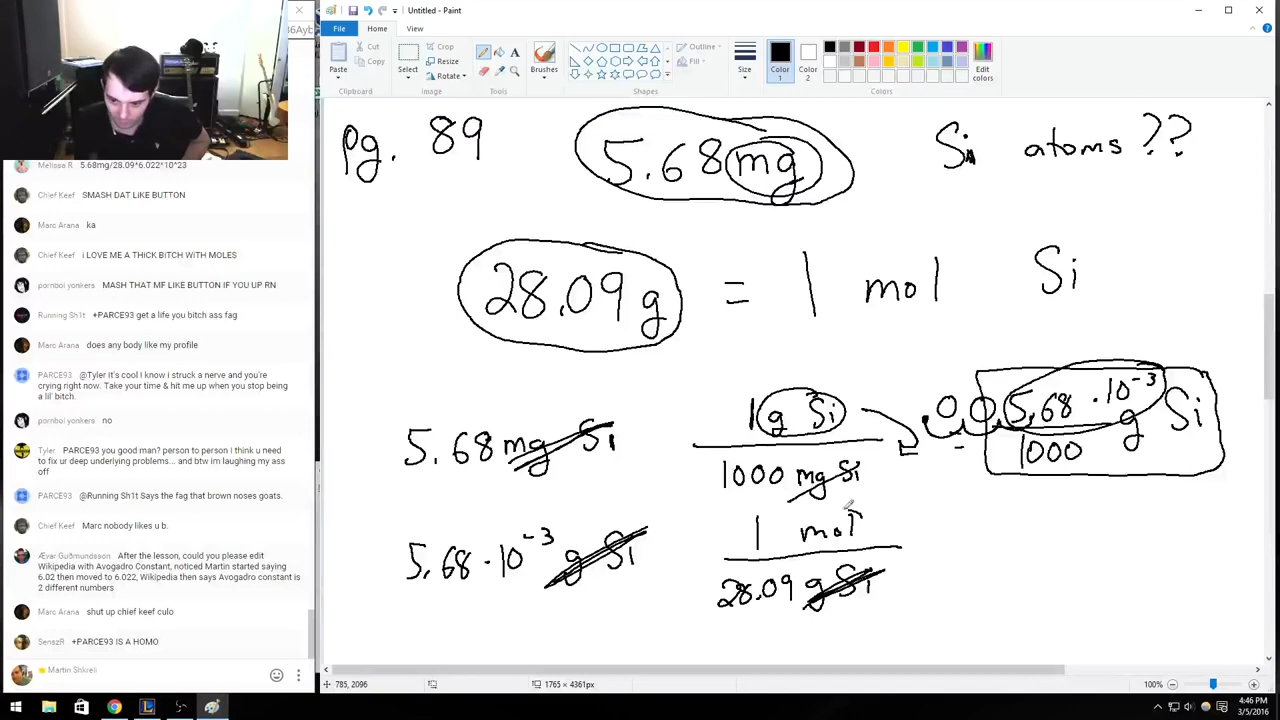 Untitled - Paint
File Home View
Paste
Cut
Copy
Clipboard
Select
Crop
Resize
Rotate
Image
Tools
Brushes
Outline
Fill
Shapes
Size
Color 1
Color 2
Edit colors
Colors
Melissa R 5.68mg/28.09*6.022*10*23
Chief Keef SMASH DAT LiKE BUTTON
Marc Arana ka
Chief Keef i LOVE ME A THiCK BiTCH WiTH MOLES
pornboi yonkers MASH THAT MF LIKE BUTTON IF YOU UP RN
Running Sh1t +PARCE93 get a life you bitch ass fag
Marc Arana does any body like my profile
PARCE93 @Tyler It's cool I know i struck a nerve and you're
crying right now. Take your time & hit me up when you stop being
a lil' bitch.
pornboi yonkers no
Tyler PARCE93 you good man? person to person I think u need
to fix ur deep underlying problems... and btw im laughing my ass
off
PARCE93 @Running Sh1t Says the fag that brown noses goats.
Chief Keef Marc nobody likes u b.
Ævar Guðmundsson After the lesson, could you please edit
Wikipedia with Avogadro Constant, noticed Martin started saying
6.02 then moved to 6.022, Wikipedia then says Avogadro constant is
2 different numbers
Marc Arana shut up chief keef culo
SenszR +PARCE93 IS A HOMO
Martin Shkreli
pg. 89 5.68 mg Si atoms ??
28.09 g = 1 mol Si
5.68 mg Si
1 g Si
1000 mg Si
0 0 5.68 · 10⁻³ g Si
1000
5.68 · 10⁻³ g Si
1 mol
28.09 g Si
785, 2096
1765 × 4361px
100%
4:46 PM
3/5/2016